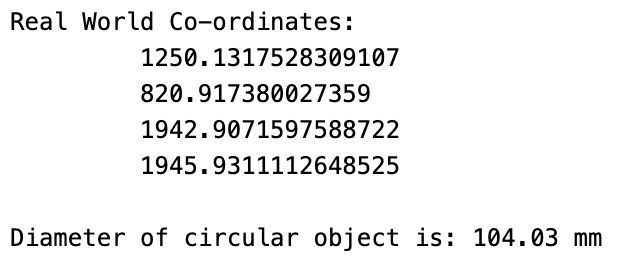 Real World Co-ordinates:
1250.1317528309107
820.917380027359
1942.9071597588722
1945.9311112648525
Diameter of circular object is: 104.03 mm